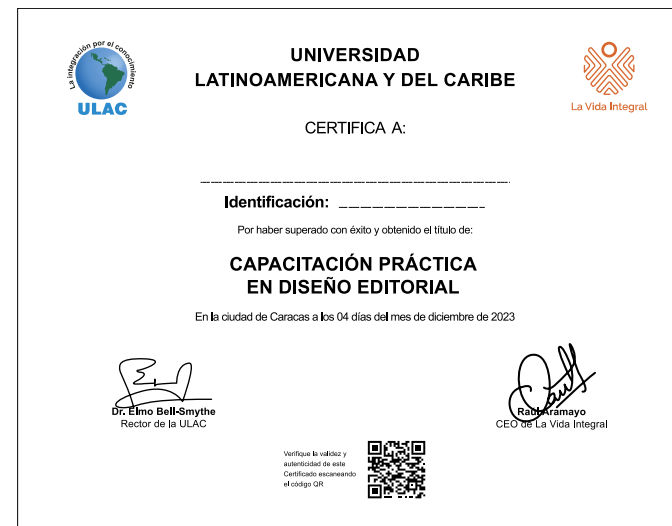 La integración por el conocimiento
ULAC
UNIVERSIDAD
LATINOAMERICANA Y DEL CARIBE
La Vida Integral
CERTIFICA A:
Identificación:
Por haber superado con éxito y obtenido el título de:
CAPACITACIÓN PRÁCTICA
EN DISEÑO EDITORIAL
En la ciudad de Caracas a los 04 días del mes de diciembre de 2023
Dr. Elmo Bell-Smythe
Rector de la ULAC
Raúl Aramayo
CEO de La Vida Integral
Verifique la validez y
autenticidad de este
Certificado escaneando
el código QR